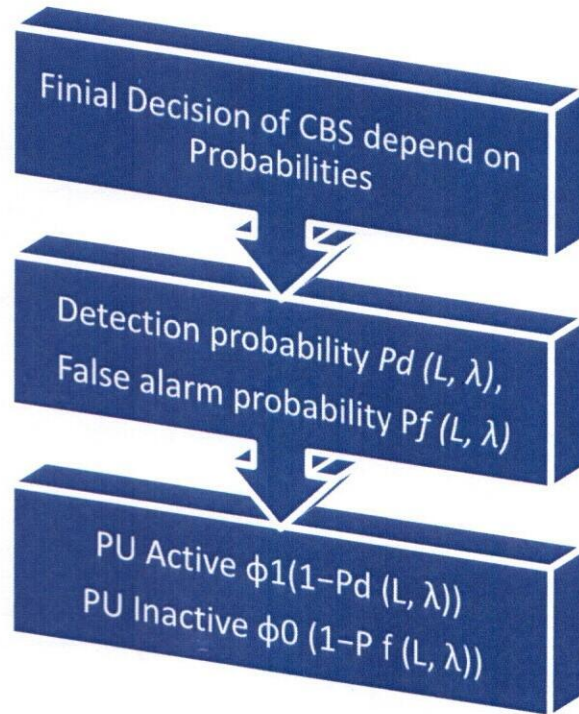 Finial Decision of CBS depend on
Probabilities
Detection probability Pd (L, λ),
False alarm probability Pf (L, λ)
PU Active ϕ1(1−Pd (L, λ))
PU Inactive ϕ0 (1−P f (L, λ))